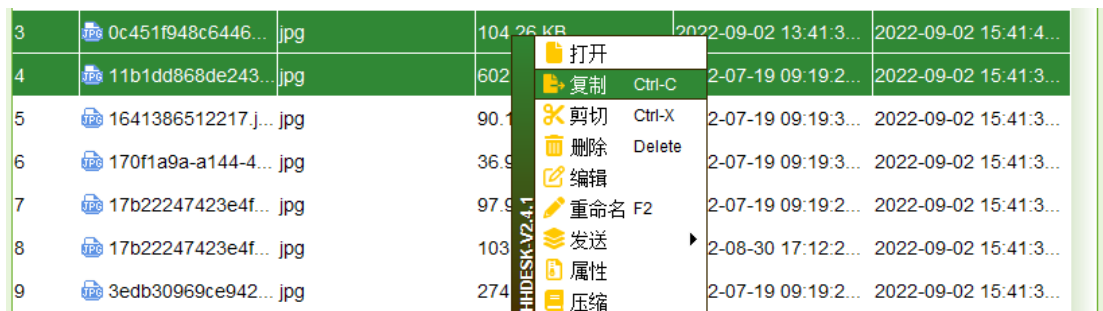 3 0c451f948c6446... jpg 104.26 KB 2022-09-02 13:41:3... 2022-09-02 15:41:4...
打开
4 11b1dd868de243... jpg 602 2-07-19 09:19:2... 2022-09-02 15:41:3...
复制 Ctrl-C
5 1641386512217.j... jpg 90.1 2-07-19 09:19:3... 2022-09-02 15:41:3...
剪切 Ctrl-X
删除 Delete
6 170f1a9a-a144-4... jpg 36.9 2-07-19 09:19:3... 2022-09-02 15:41:3...
编辑
7 17b22247423e4f... jpg 97.9 2-07-19 09:19:2... 2022-09-02 15:41:3...
重命名 F2
8 17b22247423e4f... jpg 103 2-08-30 17:12:2... 2022-09-02 15:41:3...
发送
属性
9 3edb30969ce942... jpg 274 2-07-19 09:19:2... 2022-09-02 15:41:3...
压缩
HHDESK-V2.4.1